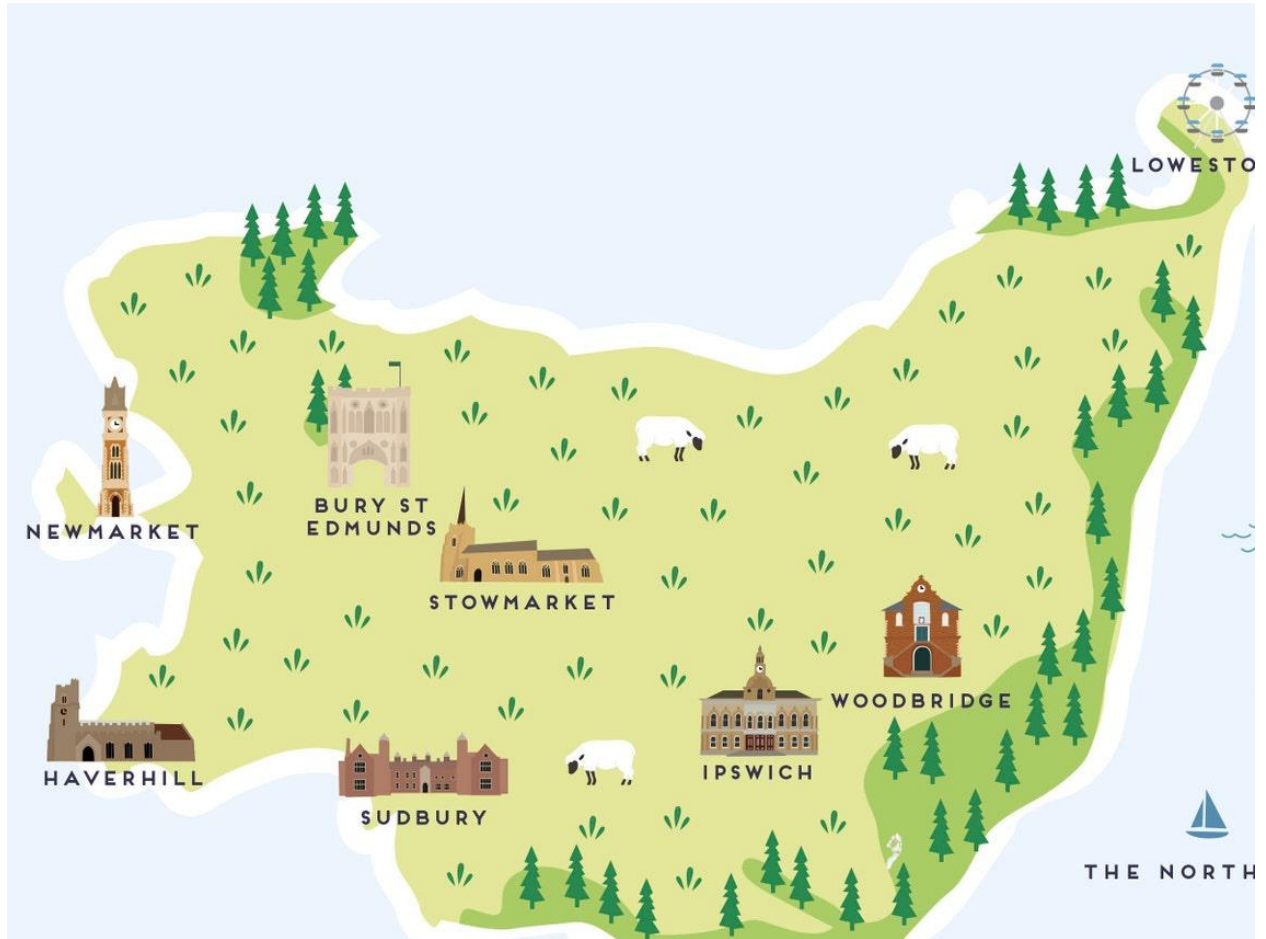 LOWESTO
BURY ST
EDMUNDS
NEWMARKET
STOWMARKET
WOODBRIDGE
IPSWICH
HAVERHILL
SUDBURY
THE NORTH